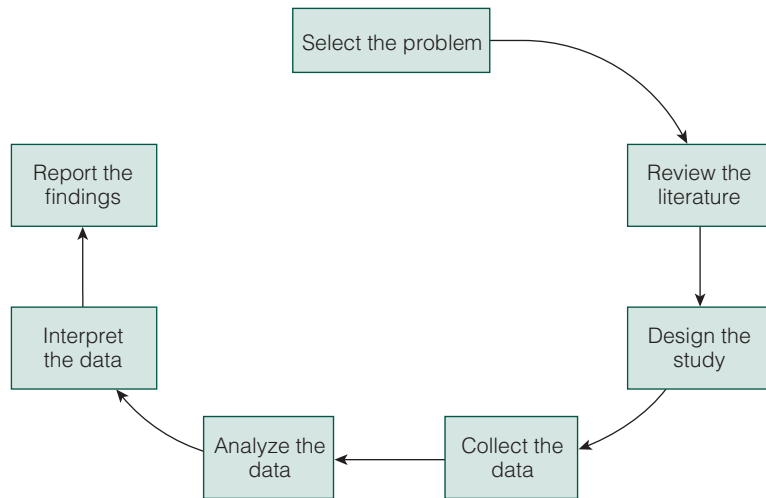 Select the problem
Review the
literature
Design the
study
Collect the
data
Analyze the
data
Interpret
the data
Report the
findings